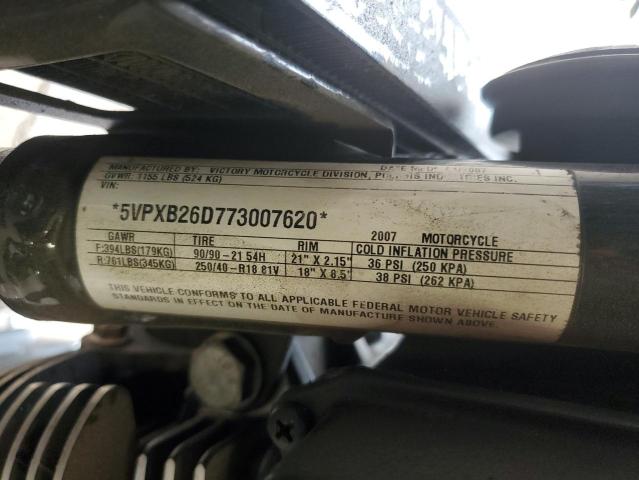 MANUFACTURED BY: VICTORY MOTORCYCLE DIVISION, POLARIS INDUSTRIES INC.
GVWR: 1155 LBS (524 KG)
VIN:
*5VPXB26D773007620*
2007 MOTORCYCLE
GAWR TIRE RIM COLD INFLATION PRESSURE
F:394LBS(179KG) 90/90-21 54H 21" X 2.15" 36 PSI (250 KPA)
R:761LBS(345KG) 250/40-R18 81V 18" X 8.5" 38 PSI (262 KPA)
THIS VEHICLE CONFORMS TO ALL APPLICABLE FEDERAL MOTOR VEHICLE SAFETY
STANDARDS IN EFFECT ON THE DATE OF MANUFACTURE SHOWN ABOVE.